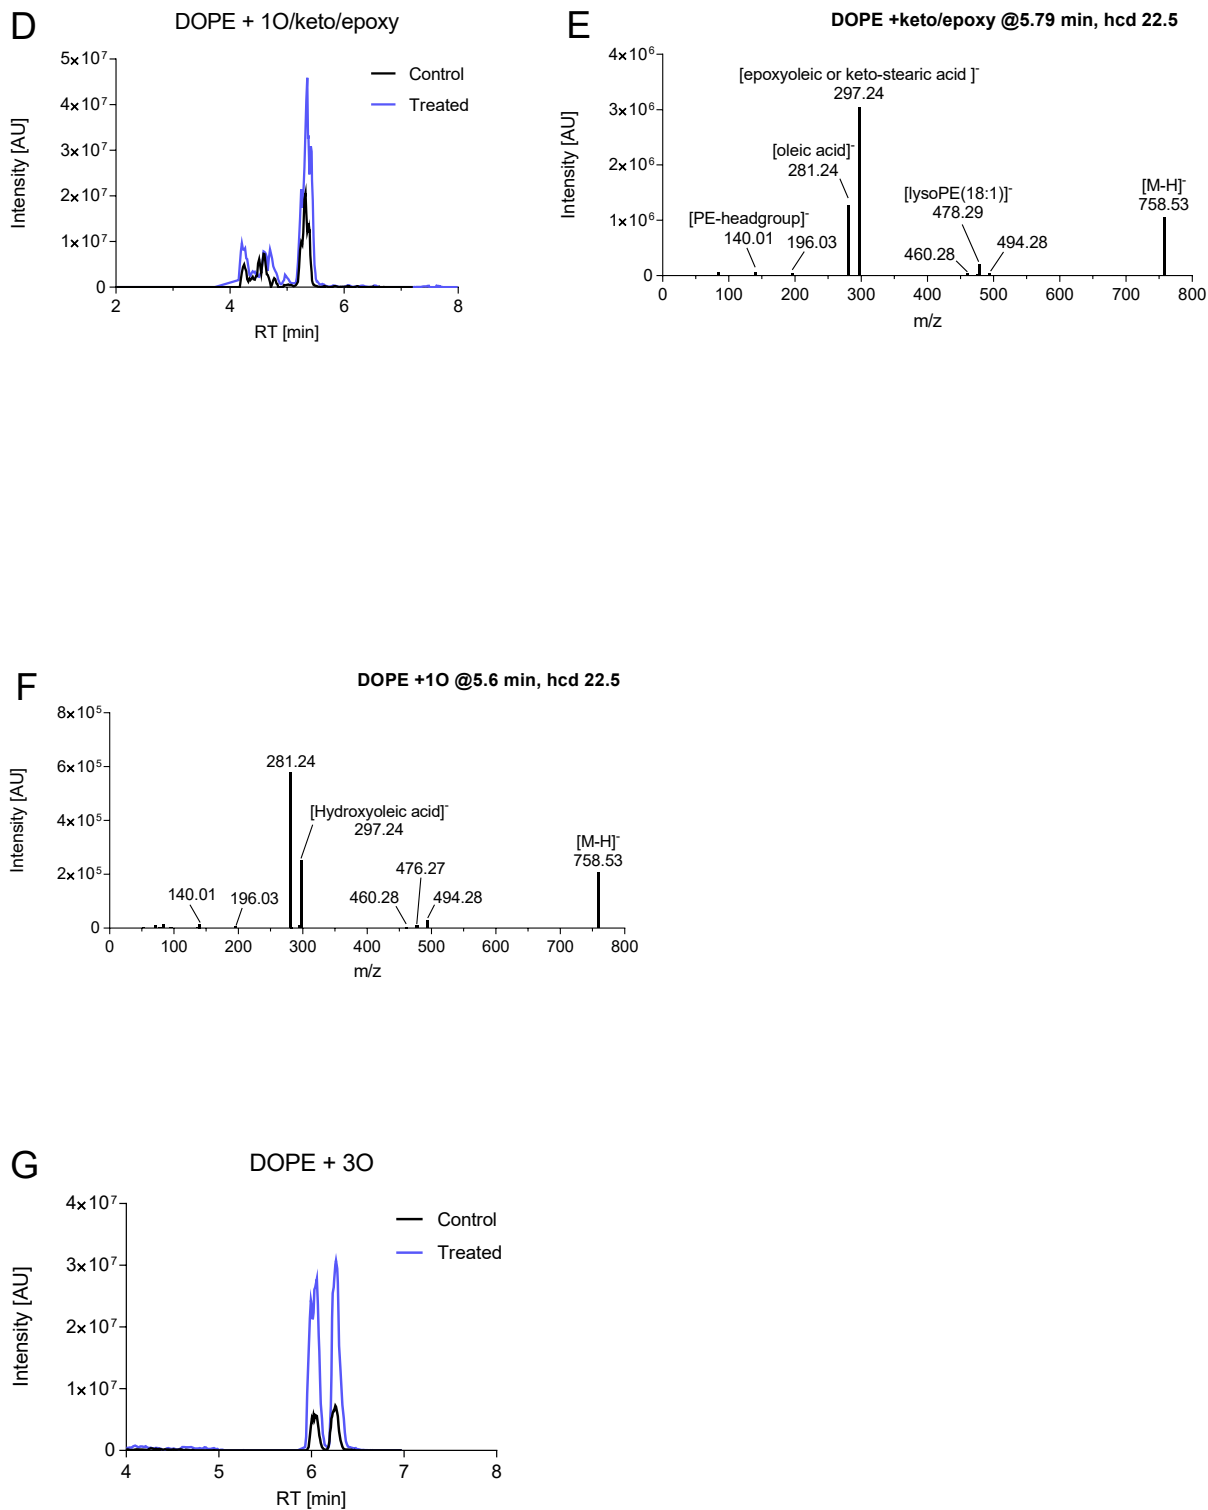 D
DOPE + 1O/keto/epoxy
5×10⁷
4×10⁷
3×10⁷
2×10⁷
1×10⁷
0
Intensity [AU]
Control
Treated
2 4 6 8
RT [min]
E
DOPE +keto/epoxy @5.79 min, hcd 22.5
4×10⁶
3×10⁶
2×10⁶
1×10⁶
0
Intensity [AU]
[epoxyoleic or keto-stearic acid ]⁻
297.24
[oleic acid]⁻
281.24
[PE-headgroup]⁻
140.01
196.03
[lysoPE(18:1)]⁻
478.29
460.28
494.28
[M-H]⁻
758.53
0 100 200 300 400 500 600 700 800
m/z
F
DOPE +1O @5.6 min, hcd 22.5
8×10⁵
6×10⁵
4×10⁵
2×10⁵
0
Intensity [AU]
281.24
[Hydroxyoleic acid]⁻
297.24
140.01
196.03
476.27
460.28
494.28
[M-H]⁻
758.53
0 100 200 300 400 500 600 700 800
m/z
G
DOPE + 3O
4×10⁷
3×10⁷
2×10⁷
1×10⁷
0
Intensity [AU]
Control
Treated
4 5 6 7 8
RT [min]